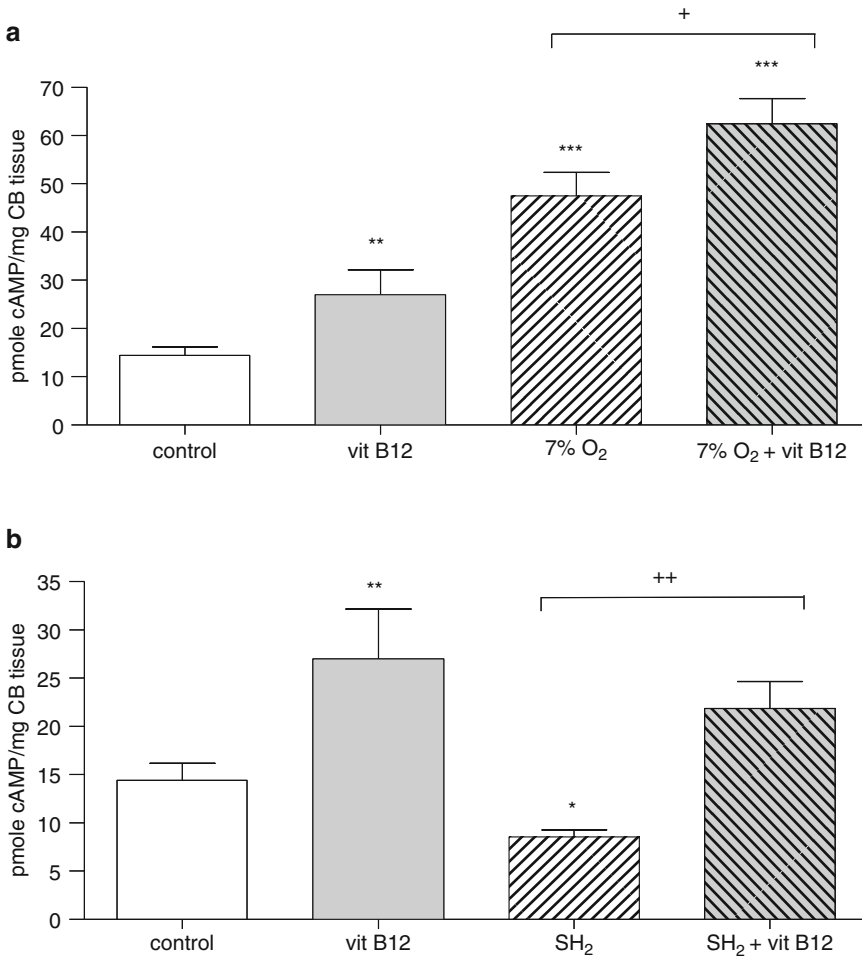 a
+
pmole cAMP/mg CB tissue
70
60
50
40
30
20
10
0
**
***
***
control
vit B12
7% O₂
7% O₂ + vit B12
b
++
pmole cAMP/mg CB tissue
35
30
25
20
15
10
5
0
**
*
control
vit B12
SH₂
SH₂ + vit B12